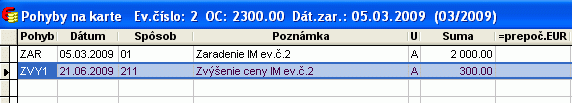 Pohyby na karte Ev.číslo: 2 OC: 2300.00 Dát.zar.: 05.03.2009 (03/2009)
Pohyb Dátum Spôsob Poznámka U Suma =prepoč.EUR
ZAR 05.03.2009 01 Zaradenie IM ev.č.2 A 2 000.00
ZVY1 21.06.2009 211 Zvýšenie ceny IM ev.č.2 A 300.00